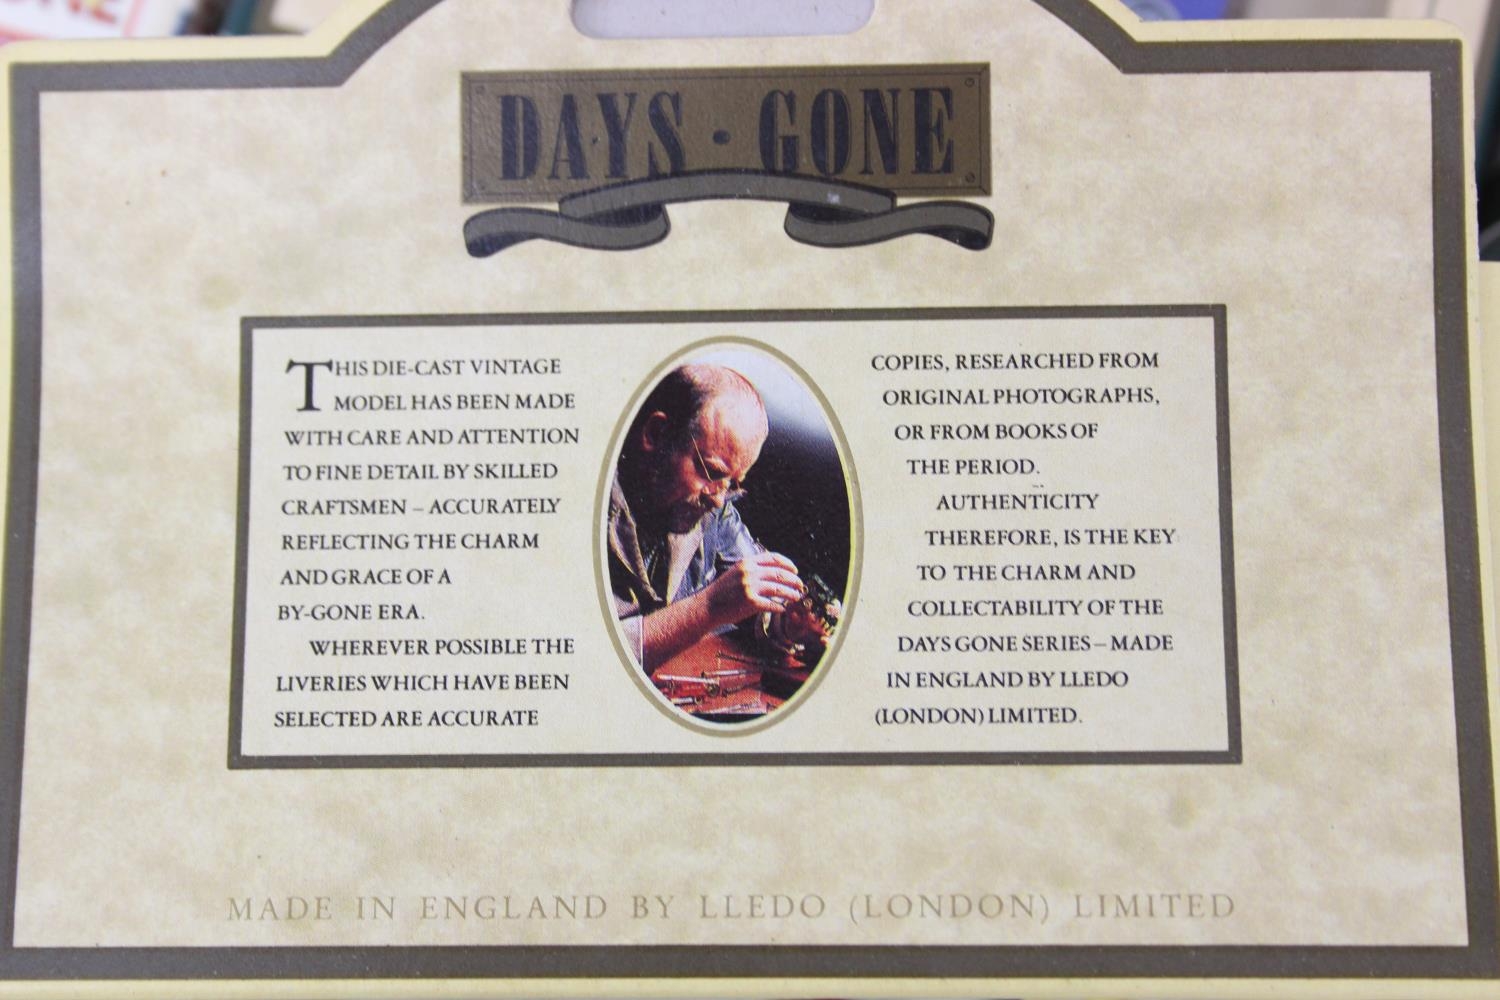 DAYS · GONE
THIS DIE-CAST VINTAGE
MODEL HAS BEEN MADE
WITH CARE AND ATTENTION
TO FINE DETAIL BY SKILLED
CRAFTSMEN – ACCURATELY
REFLECTING THE CHARM
AND GRACE OF A
BY-GONE ERA.
WHEREVER POSSIBLE THE
LIVERIES WHICH HAVE BEEN
SELECTED ARE ACCURATE
COPIES, RESEARCHED FROM
ORIGINAL PHOTOGRAPHS,
OR FROM BOOKS OF
THE PERIOD.
AUTHENTICITY
THEREFORE, IS THE KEY
TO THE CHARM AND
COLLECTABILITY OF THE
DAYS GONE SERIES – MADE
IN ENGLAND BY LLEDO
(LONDON) LIMITED.
MADE IN ENGLAND BY LLEDO (LONDON) LIMITED